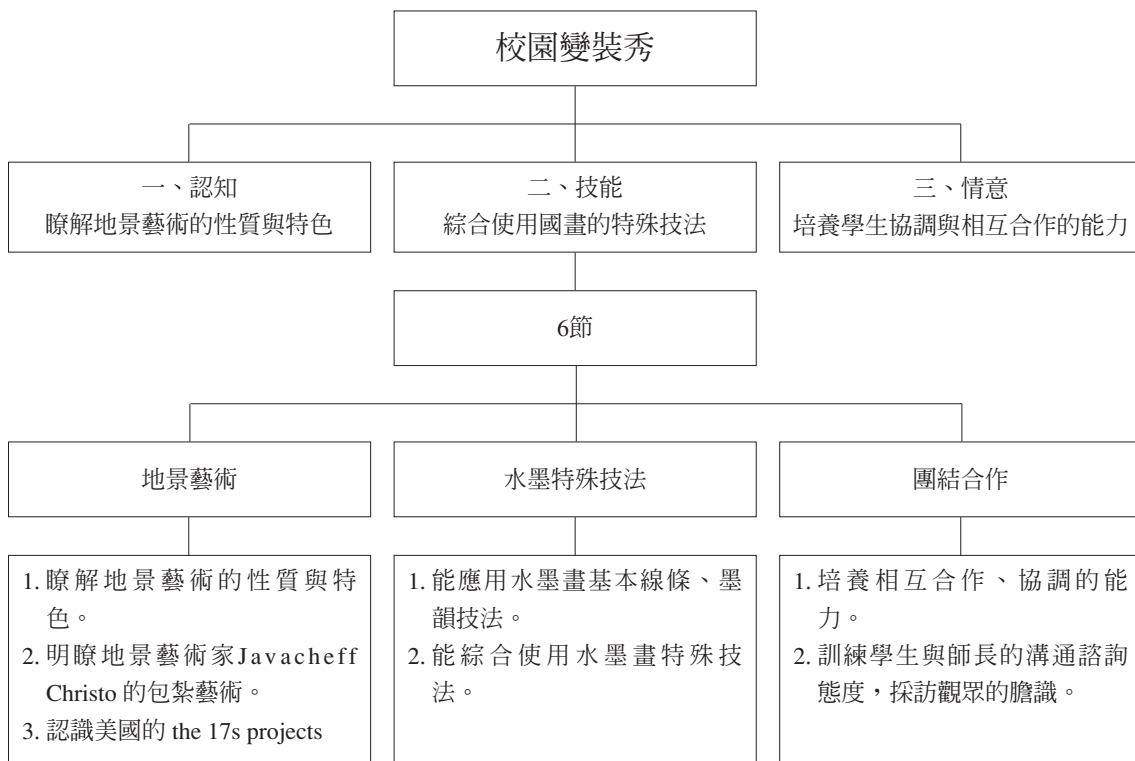 校園變裝秀
一、認知
瞭解地景藝術的性質與特色
二、技能
綜合使用國畫的特殊技法
三、情意
培養學生協調與相互合作的能力
6節
地景藝術
水墨特殊技法
團結合作
1. 瞭解地景藝術的性質與特
色。
2. 明瞭地景藝術家Javacheff
Christo 的包紮藝術。
3. 認識美國的 the 17s projects
1. 能應用水墨畫基本線條、墨
韻技法。
2. 能綜合使用水墨畫特殊技
法。
1. 培養相互合作、協調的能
力。
2. 訓練學生與師長的溝通諮詢
態度，採訪觀眾的膽識。